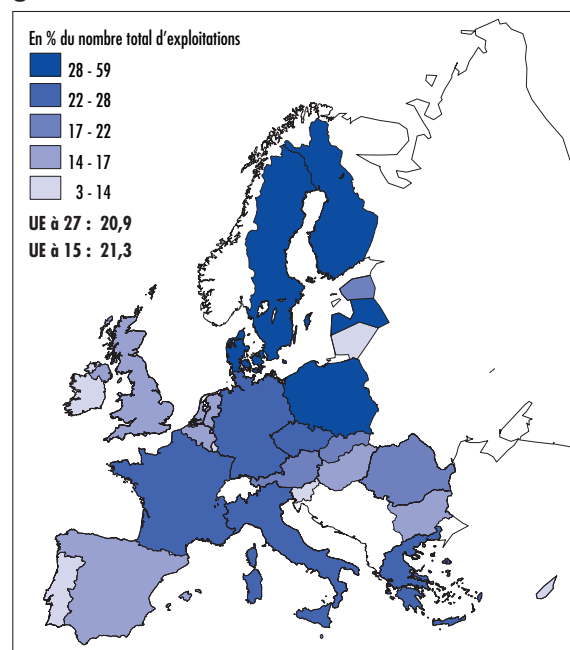 En % du nombre total d'exploitations
28 - 59
22 - 28
17 - 22
14 - 17
3 - 14
UE à 27 : 20,9
UE à 15 : 21,3